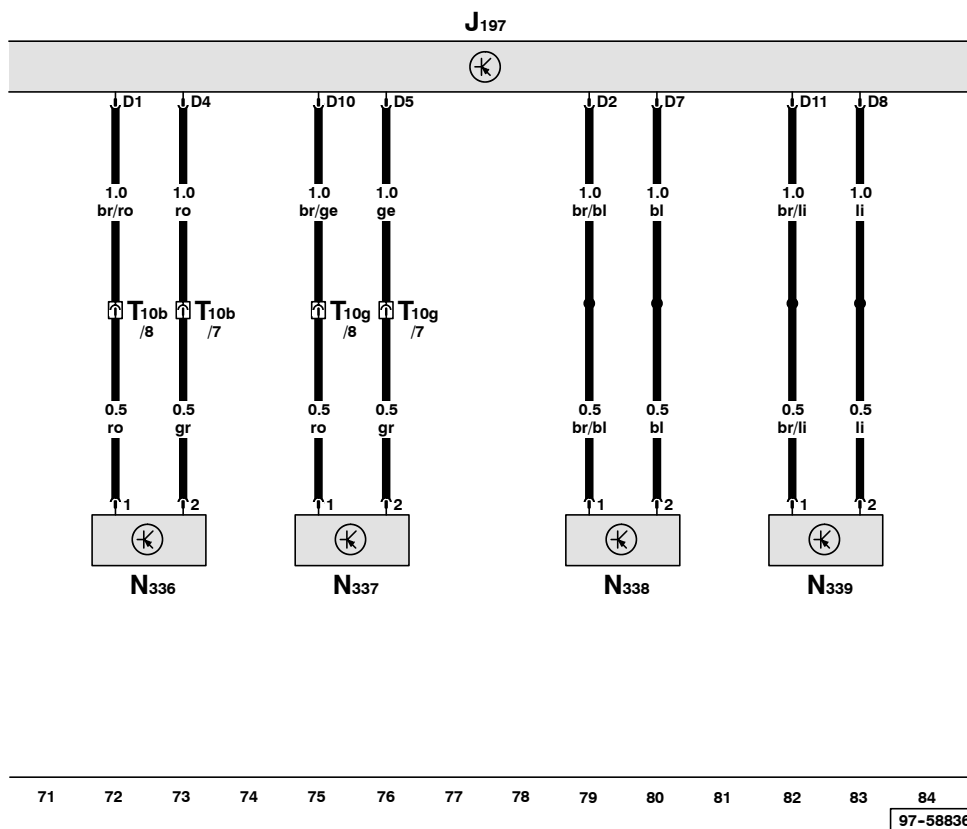 J197
D1 D4 D10 D5 D2 D7 D11 D8
1.0 1.0 1.0 1.0 1.0 1.0 1.0 1.0
br/ro ro br/ge ge br/bl bl br/li li
T10b T10b T10g T10g
/8 /7 /8 /7
0.5 0.5 0.5 0.5 0.5 0.5 0.5 0.5
ro gr ro gr br/bl bl br/li li
1 2 1 2 1 2 1 2
N336 N337 N338 N339
71 72 73 74 75 76 77 78 79 80 81 82 83 84
97-58836